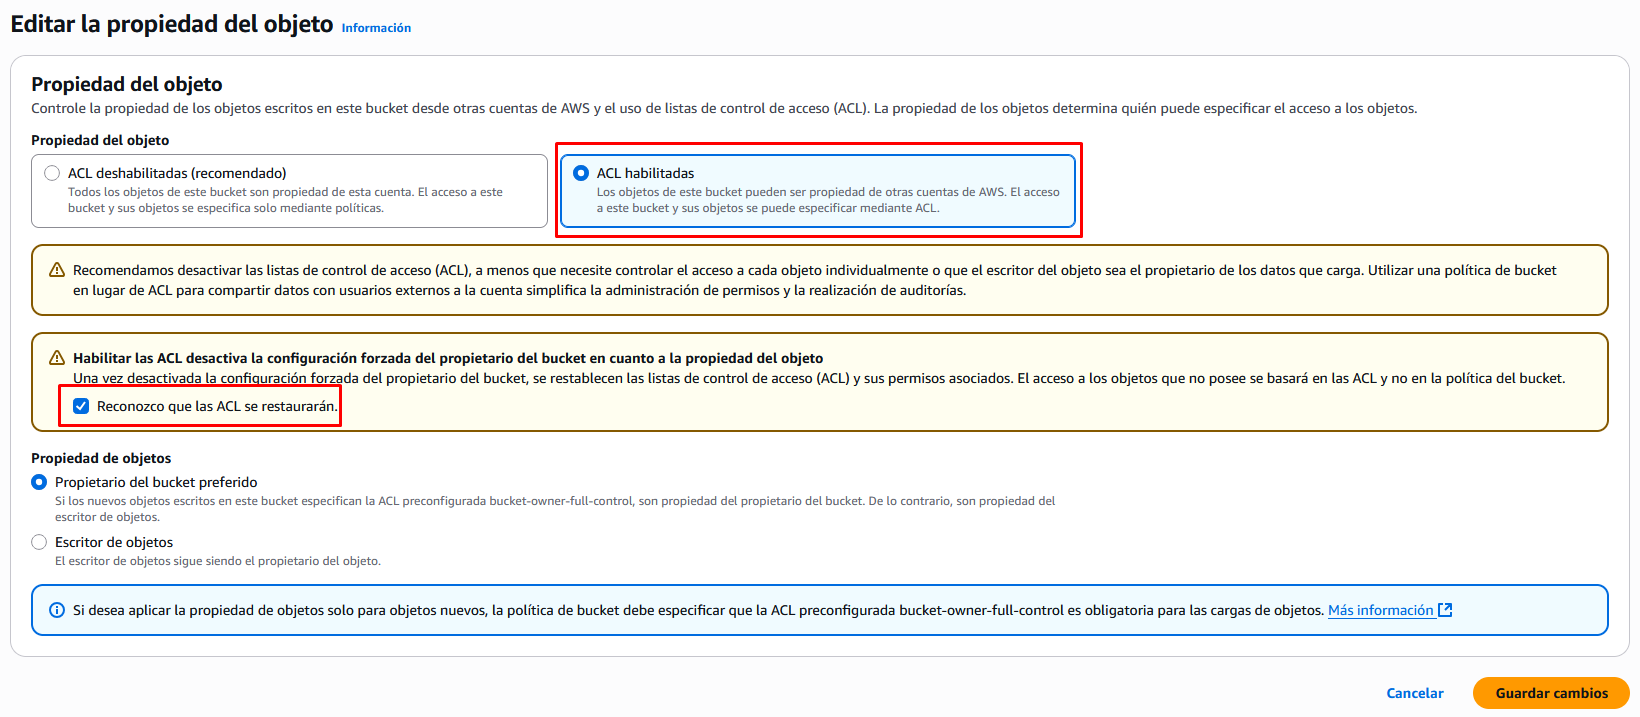 Editar la propiedad del objeto Información
Propiedad del objeto
Controle la propiedad de los objetos escritos en este bucket desde otras cuentas de AWS y el uso de listas de control de acceso (ACL). La propiedad de los objetos determina quién puede especificar el acceso a los objetos.
Propiedad del objeto
ACL deshabilitadas (recomendado)
Todos los objetos de este bucket son propiedad de esta cuenta. El acceso a este
bucket y sus objetos se especifica solo mediante políticas.
ACL habilitadas
Los objetos de este bucket pueden ser propiedad de otras cuentas de AWS. El acceso
a este bucket y sus objetos se puede especificar mediante ACL.
Recomendamos desactivar las listas de control de acceso (ACL), a menos que necesite controlar el acceso a cada objeto individualmente o que el escritor del objeto sea el propietario de los datos que carga. Utilizar una política de bucket
en lugar de ACL para compartir datos con usuarios externos a la cuenta simplifica la administración de permisos y la realización de auditorías.
Habilitar las ACL desactiva la configuración forzada del propietario del bucket en cuanto a la propiedad del objeto
Una vez desactivada la configuración forzada del propietario del bucket, se restablecen las listas de control de acceso (ACL) y sus permisos asociados. El acceso a los objetos que no posee se basará en las ACL y no en la política del bucket.
Reconozco que las ACL se restaurarán.
Propiedad de objetos
Propietario del bucket preferido
Si los nuevos objetos escritos en este bucket especifican la ACL preconfigurada bucket-owner-full-control, son propiedad del propietario del bucket. De lo contrario, son propiedad del
escritor de objetos.
Escritor de objetos
El escritor de objetos sigue siendo el propietario del objeto.
Si desea aplicar la propiedad de objetos solo para objetos nuevos, la política de bucket debe especificar que la ACL preconfigurada bucket-owner-full-control es obligatoria para las cargas de objetos. Más información
Cancelar
Guardar cambios